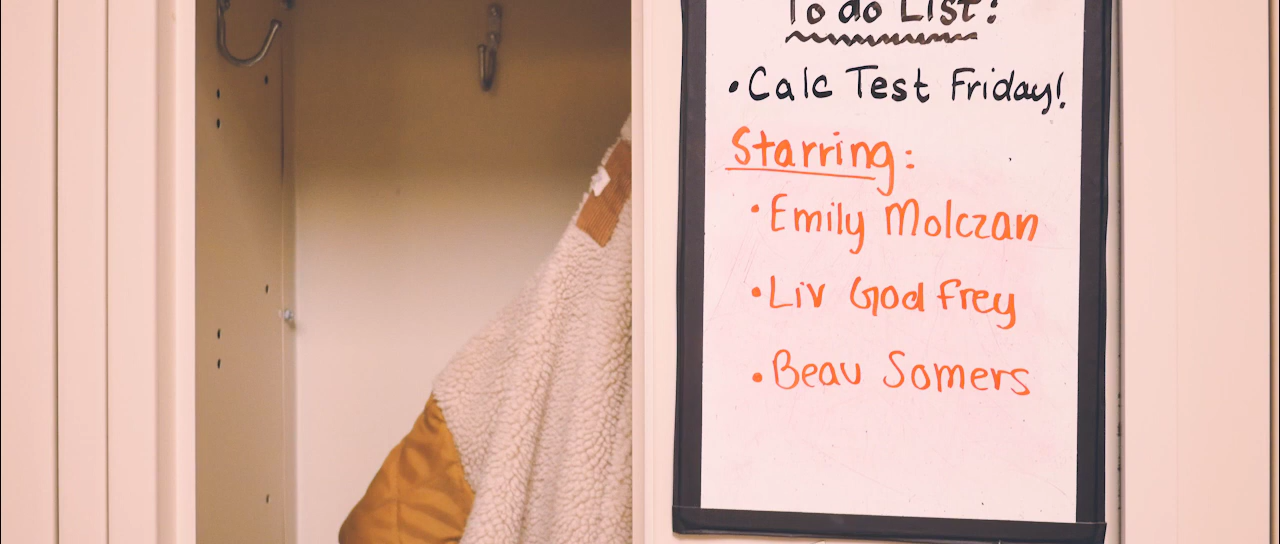 To do List:
• Calc Test Friday!
Starring:
• Emily Molczan
• Liv Godfrey
• Beau Somers